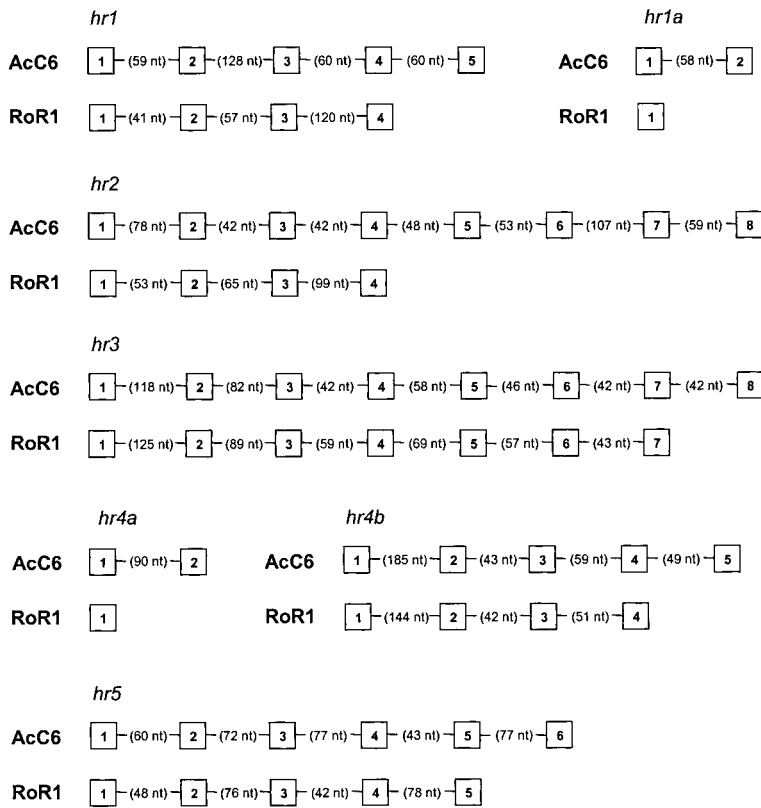 hr1
AcC6 1 (59 nt) 2 (128 nt) 3 (60 nt) 4 (60 nt) 5
RoR1 1 (41 nt) 2 (57 nt) 3 (120 nt) 4
hr1a
AcC6 1 (58 nt) 2
RoR1 1
hr2
AcC6 1 (78 nt) 2 (42 nt) 3 (42 nt) 4 (48 nt) 5 (53 nt) 6 (107 nt) 7 (59 nt) 8
RoR1 1 (53 nt) 2 (65 nt) 3 (99 nt) 4
hr3
AcC6 1 (118 nt) 2 (82 nt) 3 (42 nt) 4 (58 nt) 5 (46 nt) 6 (42 nt) 7 (42 nt) 8
RoR1 1 (125 nt) 2 (89 nt) 3 (59 nt) 4 (69 nt) 5 (57 nt) 6 (43 nt) 7
hr4a
AcC6 1 (90 nt) 2
RoR1 1
hr4b
AcC6 1 (185 nt) 2 (43 nt) 3 (59 nt) 4 (49 nt) 5
RoR1 1 (144 nt) 2 (42 nt) 3 (51 nt) 4
hr5
AcC6 1 (60 nt) 2 (72 nt) 3 (77 nt) 4 (43 nt) 5 (77 nt) 6
RoR1 1 (48 nt) 2 (76 nt) 3 (42 nt) 4 (78 nt) 5